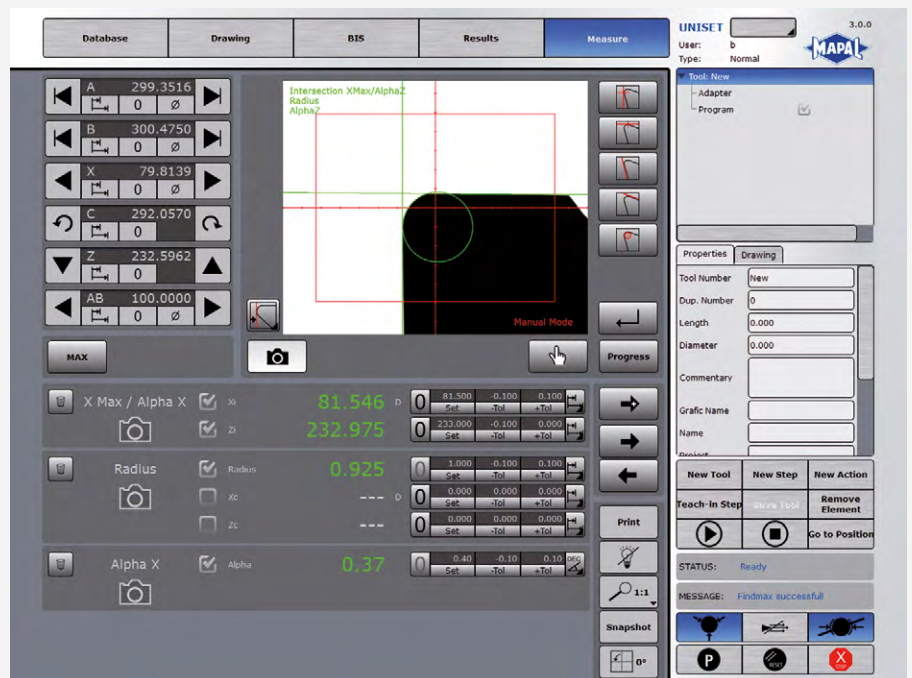 Database Drawing BIS Results Measure
UNISET
3.0.0
User: b
Type: Normal
MAPAL
A 299.3516
0 Ø
B 300.4750
0 Ø
X 79.8139
0 Ø
C 292.0570
0
Z 232.5962
0
AB 100.0000
0 Ø
Intersection XMax/AlphaZ
Radius
AlphaZ
Manual Mode
MAX
Progress
X Max / Alpha X Xi 81.546 D 0 81.500 -0.100 0.100
Set -Tol +Tol
Zi 232.975 0 233.000 -0.100 0.000
Set -Tol +Tol
Radius Radius 0.925 0 1.000 -0.100 0.100
Set -Tol +Tol
Xc --- D 0 0.000 0.000 0.000
Set -Tol +Tol
Zc --- 0 0.000 0.000 0.000
Set -Tol +Tol
Alpha X Alpha 0.37 0 0.40 -0.10 0.10 DEG
Set -Tol +Tol
Print
1:1
Snapshot
0°
Tool: New
Adapter
Program
Properties Drawing
Tool Number New
Dup. Number 0
Length 0.000
Diameter 0.000
Commentary
Grafic Name
Name
Project
New Tool New Step New Action
Teach-in Step Save Tool Remove Element
Go to Position
STATUS: Ready
MESSAGE: Findmax successfull
P RESET X STOP